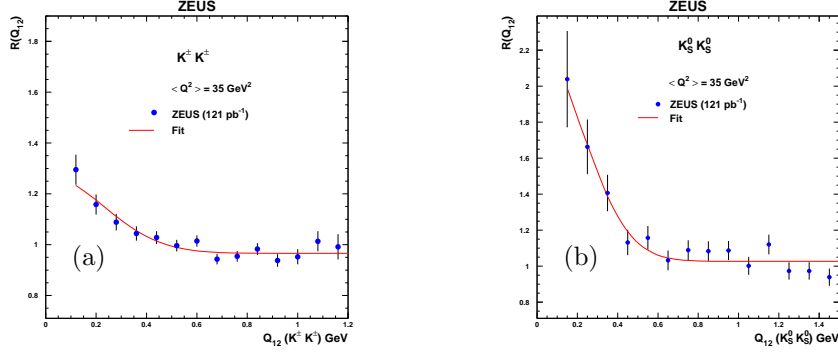 ZEUS
R(Q12)
K± K±
< Q2 > = 35 GeV2
ZEUS (121 pb-1)
Fit
(a)
1.8
1.6
1.4
1.2
1
0.8
0 0.2 0.4 0.6 0.8 1 1.2
Q12 (K± K±) GeV
ZEUS
R(Q12)
K0S K0S
< Q2 > = 35 GeV2
ZEUS (121 pb-1)
Fit
(b)
2.2
2
1.8
1.6
1.4
1.2
1
0.8
0 0.2 0.4 0.6 0.8 1 1.2 1.4
Q12 (K0S K0S) GeV